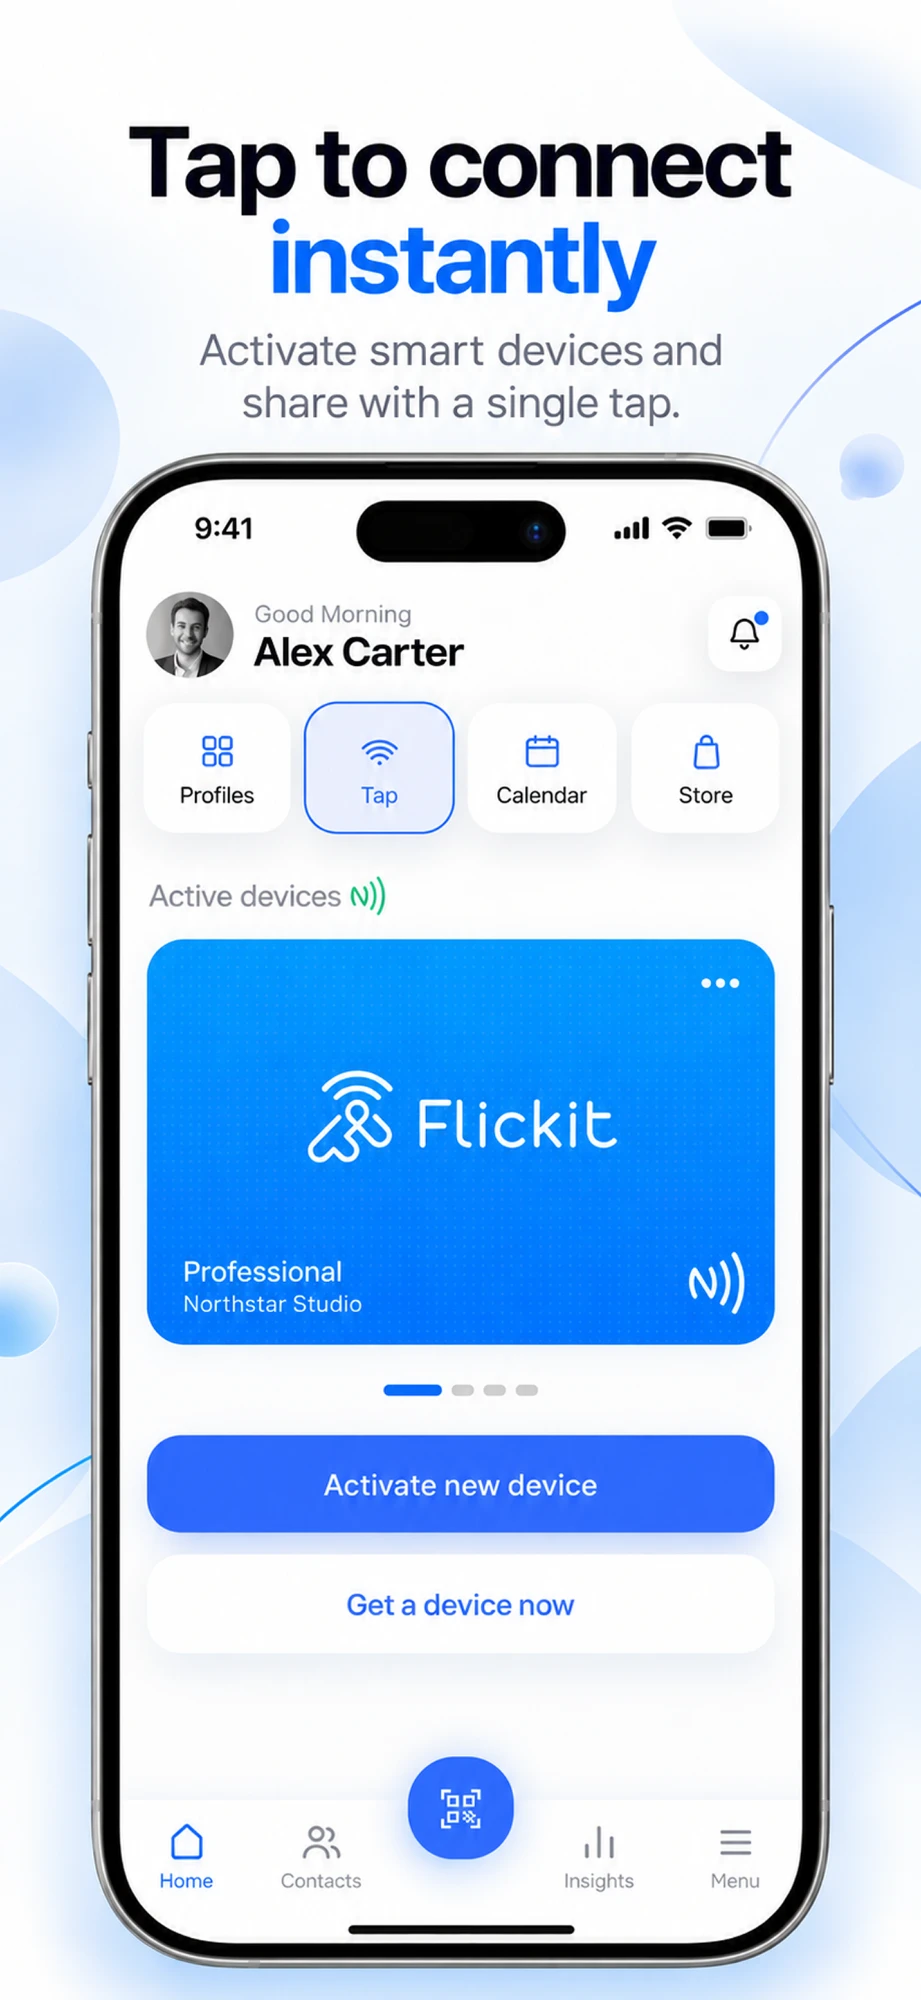 Tap to connect
instantly
Activate smart devices and
share with a single tap.
9:41
Good Morning
Alex Carter
Profiles
Tap
Calendar
Store
Active devices
Flickit
Professional
Northstar Studio
Activate new device
Get a device now
Home
Contacts
Insights
Menu